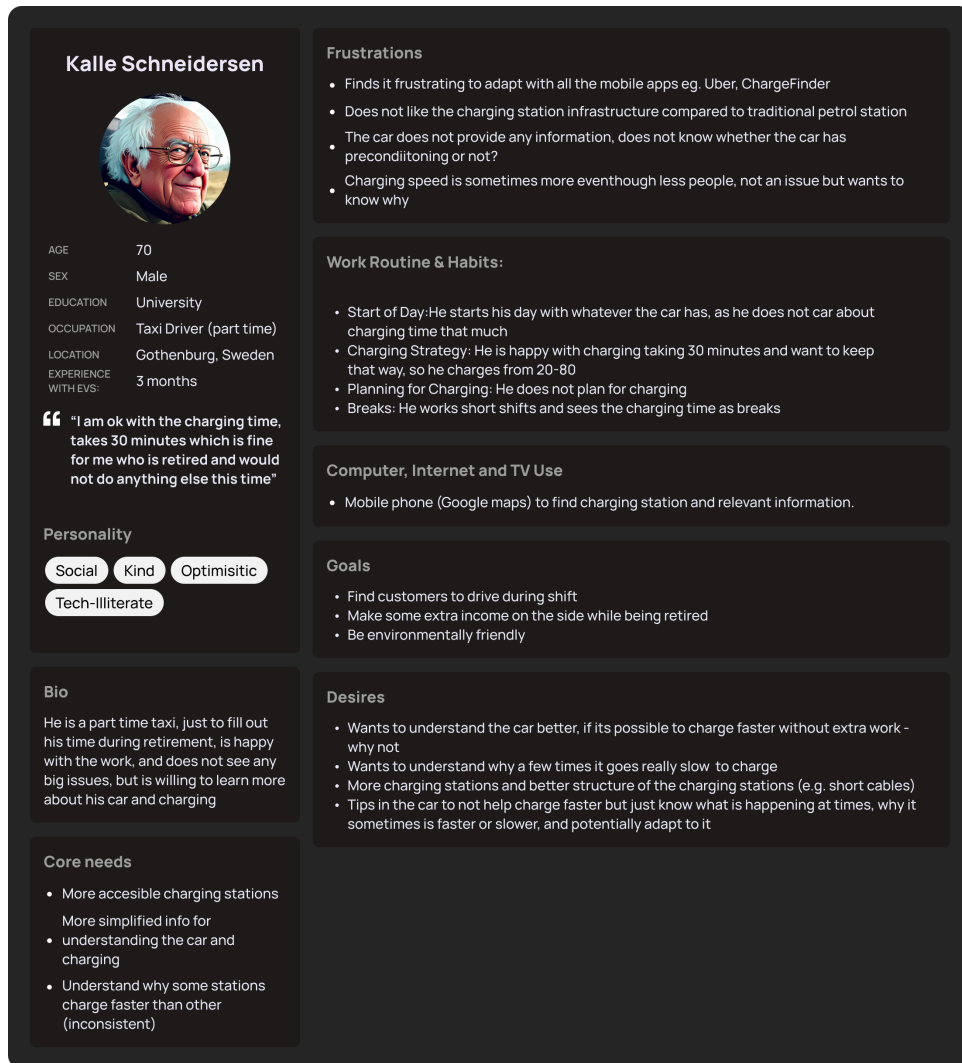 Kalle Schneidersen
AGE 70
SEX Male
EDUCATION University
OCCUPATION Taxi Driver (part time)
LOCATION Gothenburg, Sweden
EXPERIENCE
WITH EVS: 3 months
“I am ok with the charging time,
takes 30 minutes which is fine
for me who is retired and would
not do anything else this time”
Personality
Social Kind Optimisitic
Tech-Illiterate
Bio
He is a part time taxi, just to fill out
his time during retirement, is happy
with the work, and does not see any
big issues, but is willing to learn more
about his car and charging
Core needs
• More accesible charging stations
More simplified info for
• understanding the car and
charging
• Understand why some stations
charge faster than other
(inconsistent)
Frustrations
• Finds it frustrating to adapt with all the mobile apps eg. Uber, ChargeFinder
• Does not like the charging station infrastructure compared to traditional petrol station
• The car does not provide any information, does not know whether the car has
precondiitoning or not?
• Charging speed is sometimes more eventhough less people, not an issue but wants to
know why
Work Routine & Habits:
• Start of Day:He starts his day with whatever the car has, as he does not car about
charging time that much
• Charging Strategy: He is happy with charging taking 30 minutes and want to keep
that way, so he charges from 20-80
• Planning for Charging: He does not plan for charging
• Breaks: He works short shifts and sees the charging time as breaks
Computer, Internet and TV Use
• Mobile phone (Google maps) to find charging station and relevant information.
Goals
• Find customers to drive during shift
• Make some extra income on the side while being retired
• Be environmentally friendly
Desires
• Wants to understand the car better, if its possible to charge faster without extra work -
why not
• Wants to understand why a few times it goes really slow to charge
• More charging stations and better structure of the charging stations (e.g. short cables)
• Tips in the car to not help charge faster but just know what is happening at times, why it
sometimes is faster or slower, and potentially adapt to it